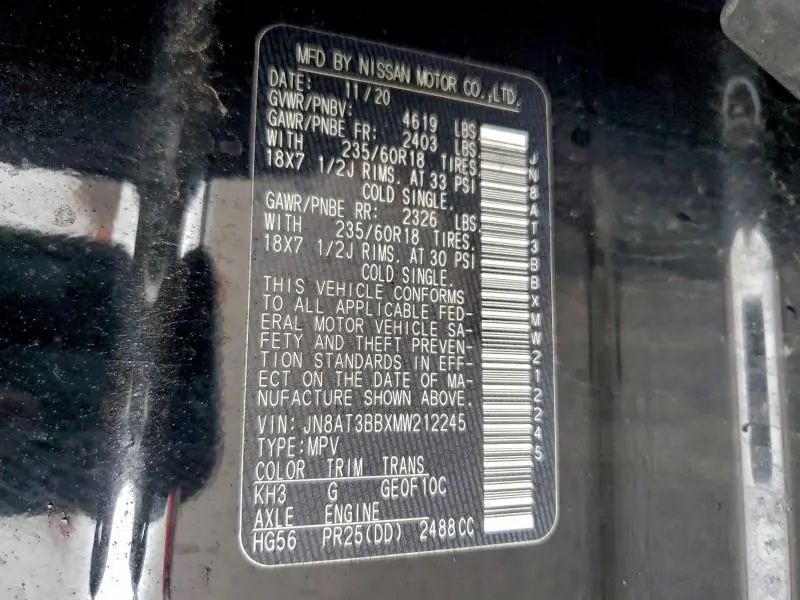 MFD BY NISSAN MOTOR CO.,LTD.
DATE: 11/20
GVWR/PNBV: 4619 LBS
GAWR/PNBE FR: 2403 LBS
WITH 235/60R18 TIRES.
18X7 1/2J RIMS, AT 33 PSI
COLD SINGLE.
GAWR/PNBE RR: 2326 LBS
WITH 235/60R18 TIRES.
18X7 1/2J RIMS, AT 30 PSI
COLD SINGLE.
THIS VEHICLE CONFORMS
TO ALL APPLICABLE FED-
ERAL MOTOR VEHICLE SA-
FETY AND THEFT PREVEN-
TION STANDARDS IN EFF-
ECT ON THE DATE OF MA-
NUFACTURE SHOWN ABOVE.
VIN: JN8AT3BBXMW212245
TYPE: MPV
COLOR TRIM TRANS
KH3 G GE0F10C
AXLE ENGINE
HG56 PR25(DD) 2488CC
JN8AT3BBXMW212245